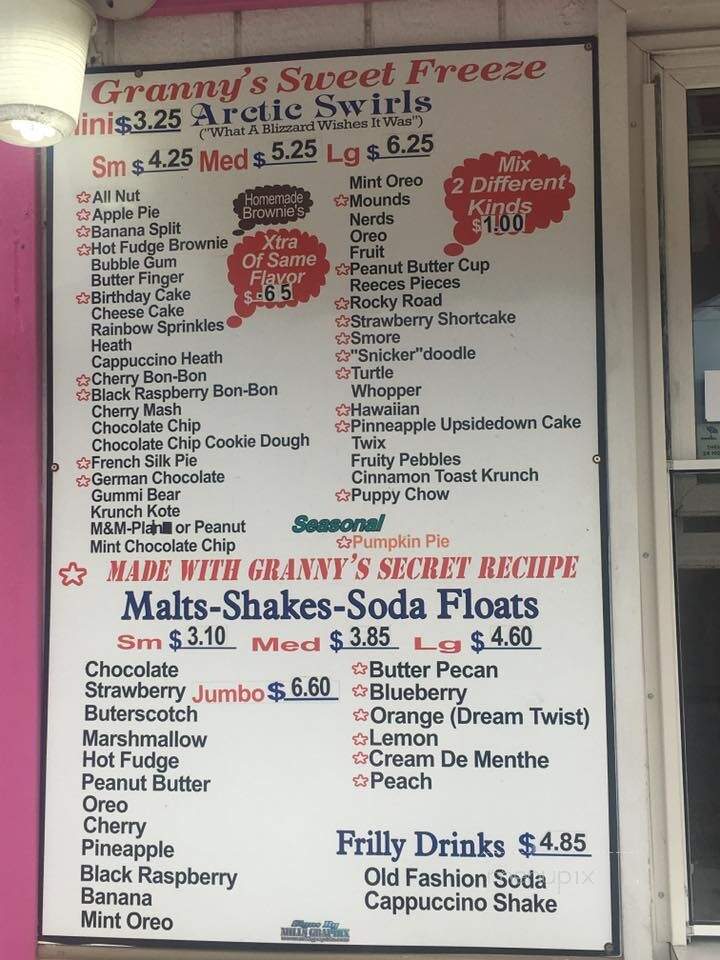 Granny's Sweet Freeze
ini $3.25 Arctic Swirls
("What A Blizzard Wishes It Was")
Sm $4.25 Med $5.25 Lg $6.25
All Nut
Apple Pie
Banana Split
Hot Fudge Brownie
Bubble Gum
Butter Finger
Birthday Cake
Cheese Cake
Rainbow Sprinkles
Heath
Cappuccino Heath
Cherry Bon-Bon
Black Raspberry Bon-Bon
Cherry Mash
Chocolate Chip
Chocolate Chip Cookie Dough
French Silk Pie
German Chocolate
Gummi Bear
Krunch Kote
M&M-Plain or Peanut
Mint Chocolate Chip
Homemade
Brownie's
Xtra
Of Same
Flavor
$.65
Mint Oreo
Mounds
Nerds
Oreo
Fruit
Peanut Butter Cup
Reeces Pieces
Rocky Road
Strawberry Shortcake
Smore
"Snicker"doodle
Turtle
Whopper
Hawaiian
Pinneapple Upsidedown Cake
Twix
Fruity Pebbles
Cinnamon Toast Krunch
Puppy Chow
Mix
2 Different
Kinds
$1.00
Seasonal
Pumpkin Pie
MADE WITH GRANNY'S SECRET RECIIPE
Malts-Shakes-Soda Floats
Sm $3.10 Med $3.85 Lg $4.60
Jumbo $6.60
Chocolate
Strawberry
Buterscotch
Marshmallow
Hot Fudge
Peanut Butter
Oreo
Cherry
Pineapple
Black Raspberry
Banana
Mint Oreo
Butter Pecan
Blueberry
Orange (Dream Twist)
Lemon
Cream De Menthe
Peach
Frilly Drinks $4.85
Old Fashion Soda
Cappuccino Shake
Signs By
MILLS GRAPHIX